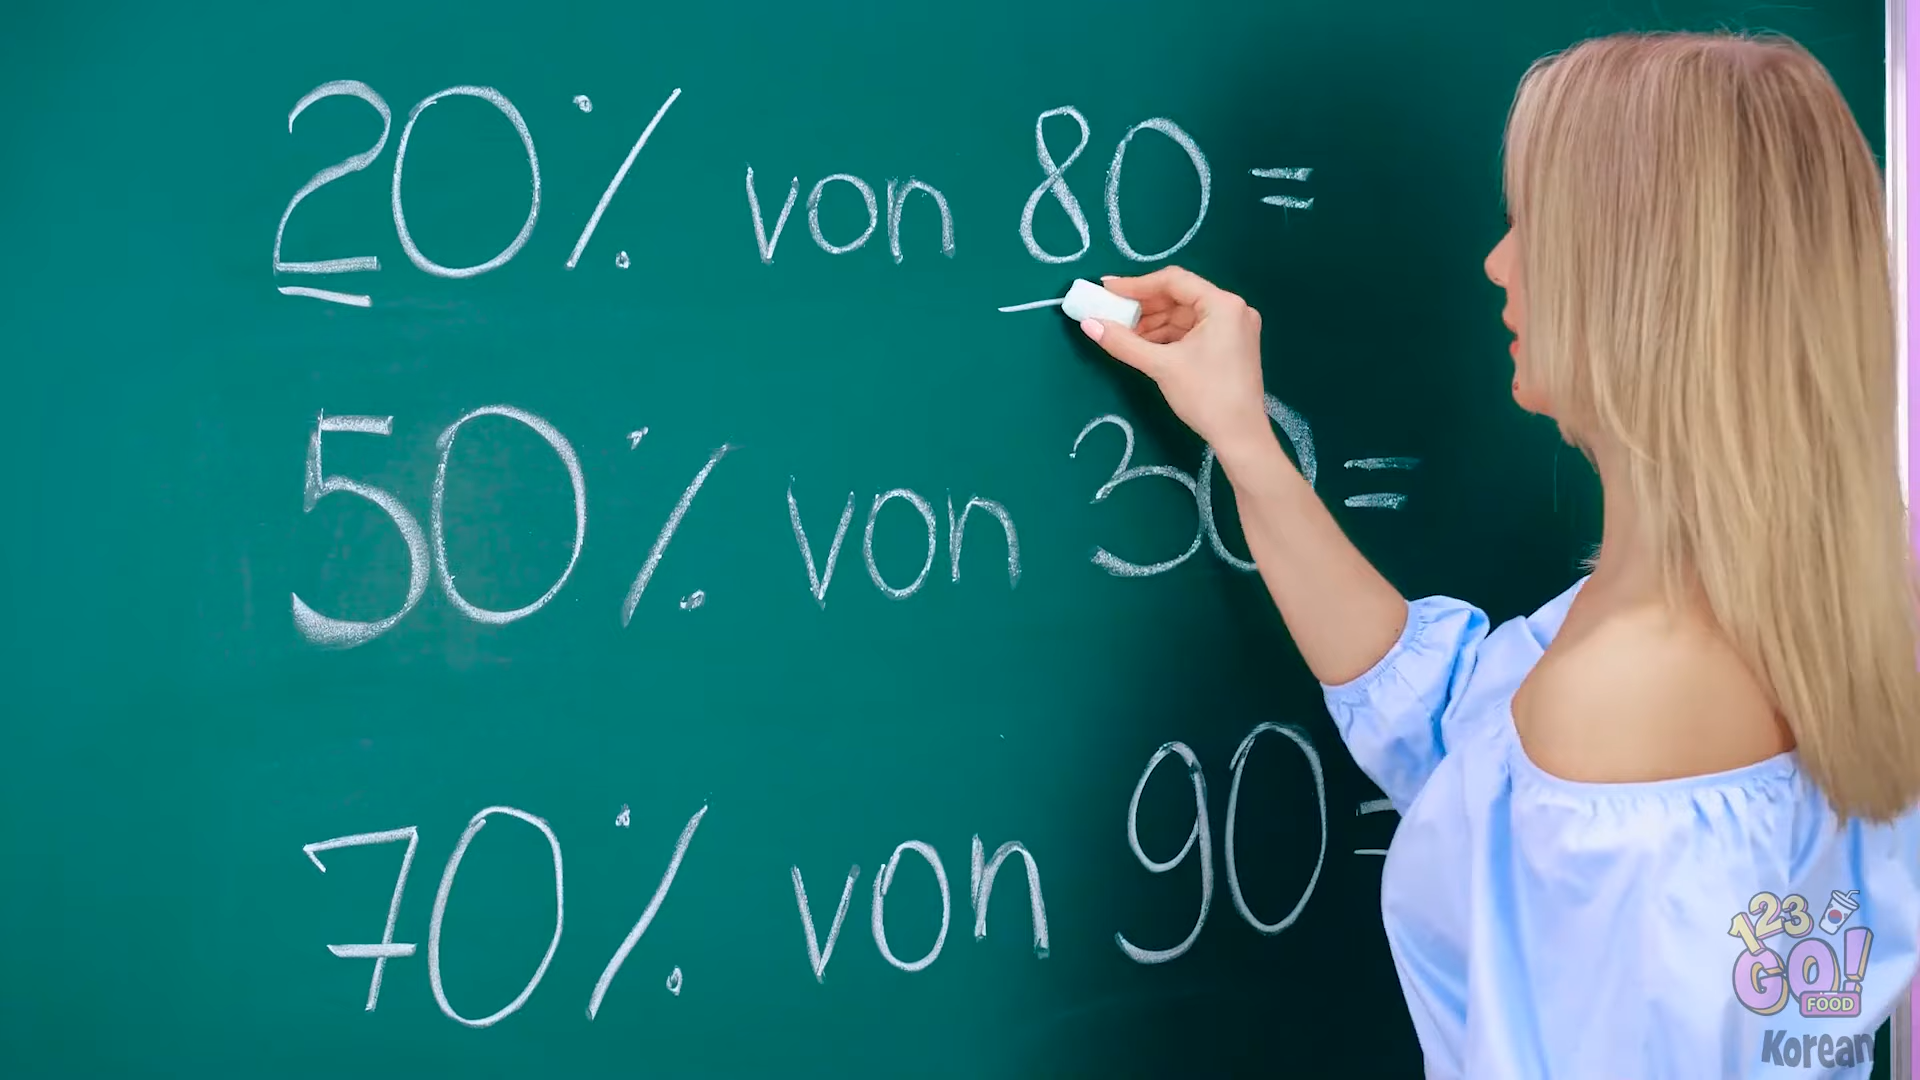 20% von 80 =
50% von 30 =
70% von 90 =
123
GO!
FOOD
Korean